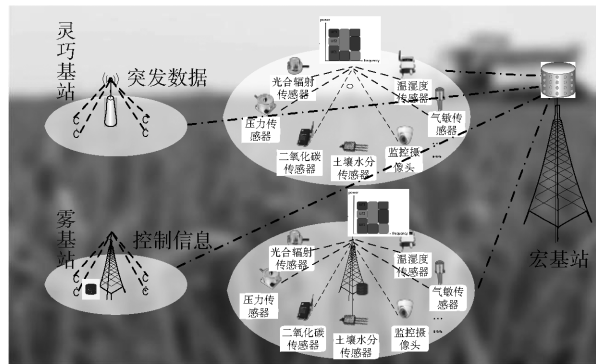 灵巧基站
突发数据
power
frequency
光合辐射
传感器
温湿度
传感器
压力传
感器
气敏传
感器
二氧化碳
传感器
土壤水分
传感器
监控摄
像头
...
雾基站
控制信息
frequency
光合辐射
传感器
温湿度
传感器
压力传
感器
气敏传
感器
二氧化碳
传感器
土壤水分
传感器
监控摄
像头
...
...
宏基站